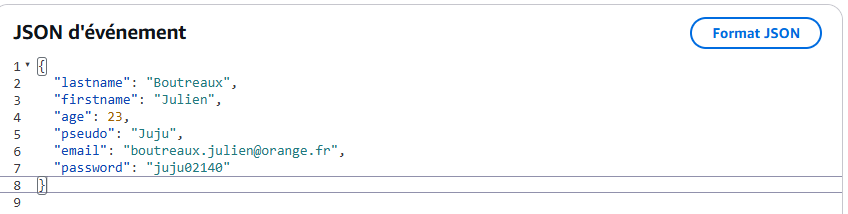 JSON d'événement
Format JSON
1 {
2 "lastname": "Boutreaux",
3 "firstname": "Julien",
4 "age": 23,
5 "pseudo": "Juju",
6 "email": "boutreaux.julien@orange.fr",
7 "password": "juju02140"
8 }
9